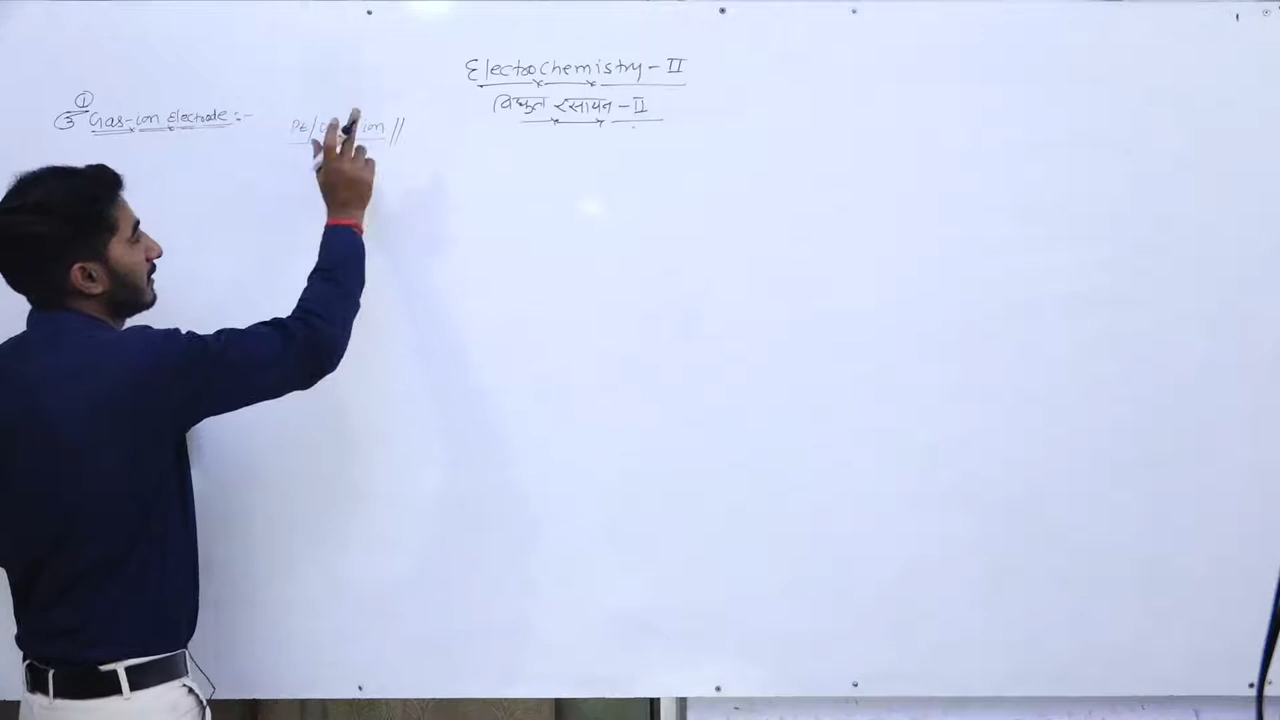 Electrochemistry - II
विद्युत रसायन - II
①
③ Gas-ion Electrode :-
Pt/ ion //